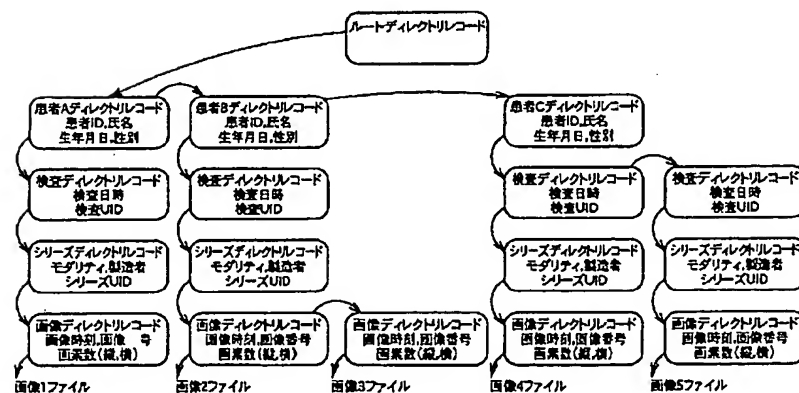 ルートディレクトリレコード
患者Aディレクトリレコード
患者ID,氏名
生年月日,性別
患者Bディレクトリレコード
患者ID,氏名
生年月日,性別
患者Cディレクトリレコード
患者ID,氏名
生年月日,性別
検査ディレクトリレコード
検査日時
検査UID
検査ディレクトリレコード
検査日時
検査UID
検査ディレクトリレコード
検査日時
検査UID
検査ディレクトリレコード
検査日時
検査UID
シリーズディレクトリレコード
モダリティ,製造者
シリーズUID
シリーズディレクトリレコード
モダリティ,製造者
シリーズUID
シリーズディレクトリレコード
モダリティ,製造者
シリーズUID
シリーズディレクトリレコード
モダリティ,製造者
シリーズUID
画像ディレクトリレコード
画像時刻,画像 号
画素数(縦,横)
画像ディレクトリレコード
画像時刻,画像番号
画素数(縦,横)
画像ディレクトリレコード
画像時刻,画像番号
画素数(縦,横)
画像ディレクトリレコード
画像時刻,画像番号
画素数(縦,横)
画像ディレクトリレコード
画像時刻,画像番号
画素数(縦,横)
画像1ファイル
画像2ファイル
画像3ファイル
画像4ファイル
画像5ファイル